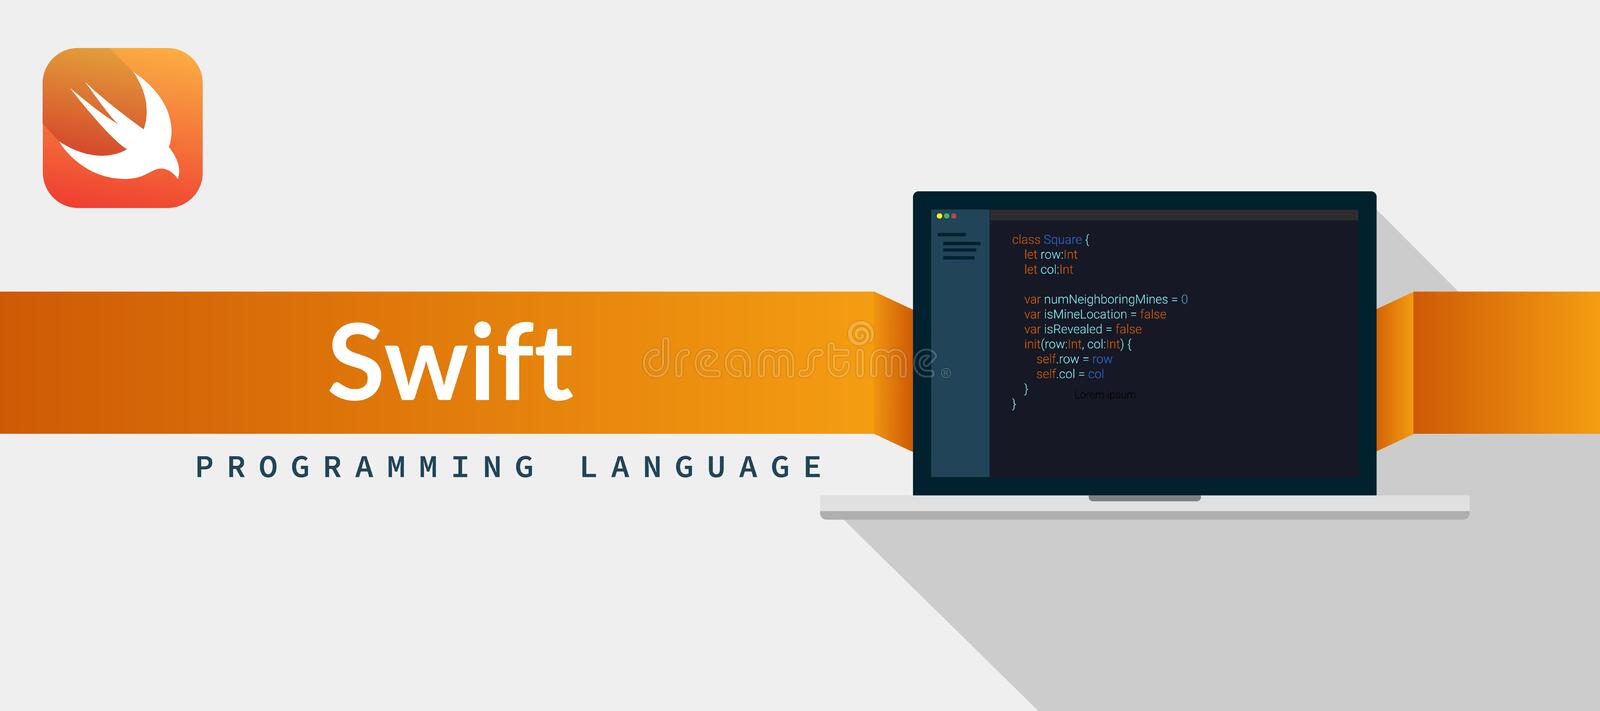 Swift
PROGRAMMING LANGUAGE
class Square {
let row:Int
let col:Int
var numNeighboringMines = 0
var isMineLocation = false
var isRevealed = false
init(row:Int, col:Int) {
self.row = row
self.col = col
}
Lorem ipsum
}
dreamstime®